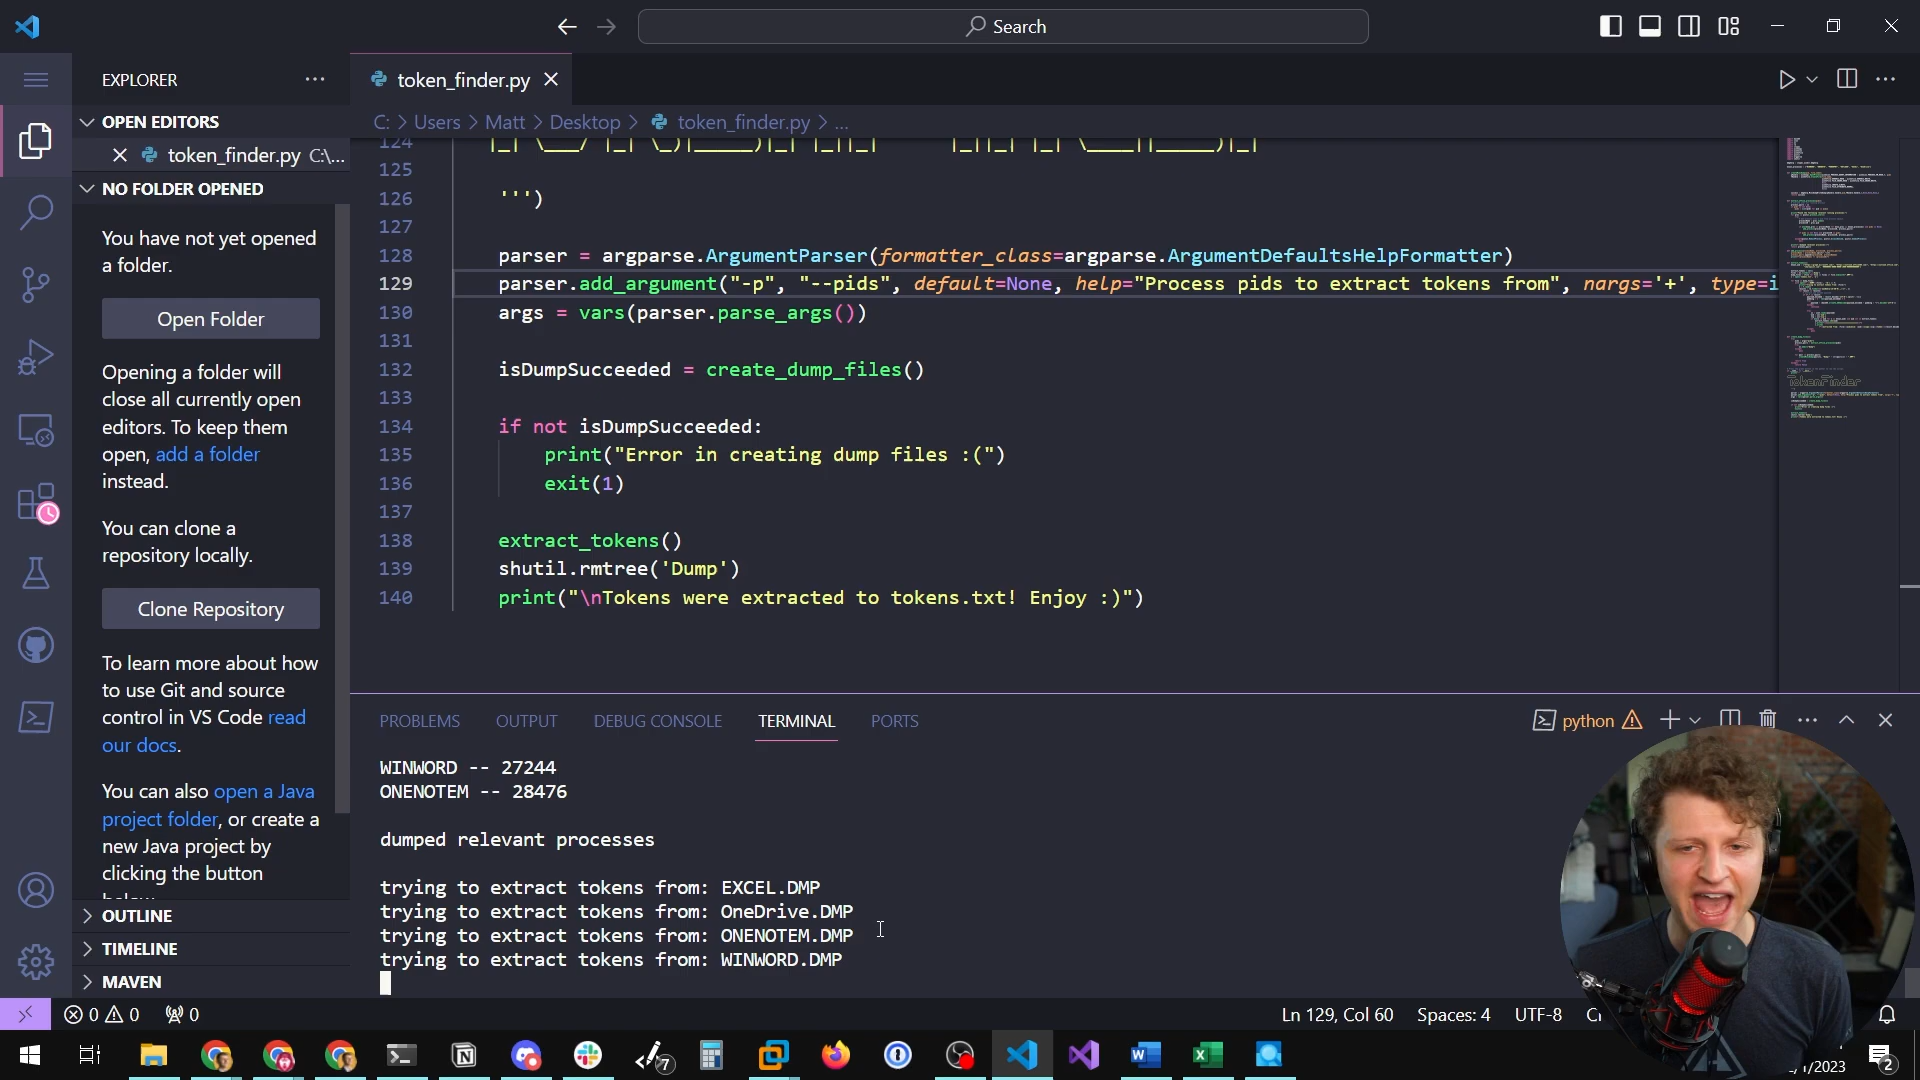 Search
EXPLORER
OPEN EDITORS
token_finder.py C:\...
NO FOLDER OPENED
You have not yet opened
a folder.
Open Folder
Opening a folder will
close all currently open
editors. To keep them
open, add a folder
instead.
You can clone a
repository locally.
Clone Repository
To learn more about how
to use Git and source
control in VS Code read
our docs.
You can also open a Java
project folder, or create a
new Java project by
clicking the button
OUTLINE
TIMELINE
MAVEN
token_finder.py
C: > Users > Matt > Desktop > token_finder.py > ...
124
125
126 ''')
127
128 parser = argparse.ArgumentParser(formatter_class=argparse.ArgumentDefaultsHelpFormatter)
129 parser.add_argument("-p", "--pids", default=None, help="Process pids to extract tokens from", nargs='+', type=i
130 args = vars(parser.parse_args())
131
132 isDumpSucceeded = create_dump_files()
133
134 if not isDumpSucceeded:
135 print("Error in creating dump files :(")
136 exit(1)
137
138 extract_tokens()
139 shutil.rmtree('Dump')
140 print("\nTokens were extracted to tokens.txt! Enjoy :)")
PROBLEMS OUTPUT DEBUG CONSOLE TERMINAL PORTS
python
WINWORD -- 27244
ONENOTEM -- 28476
dumped relevant processes
trying to extract tokens from: EXCEL.DMP
trying to extract tokens from: OneDrive.DMP
trying to extract tokens from: ONENOTEM.DMP
trying to extract tokens from: WINWORD.DMP
0 0 0
Ln 129, Col 60 Spaces: 4 UTF-8
7
/1/2023
2